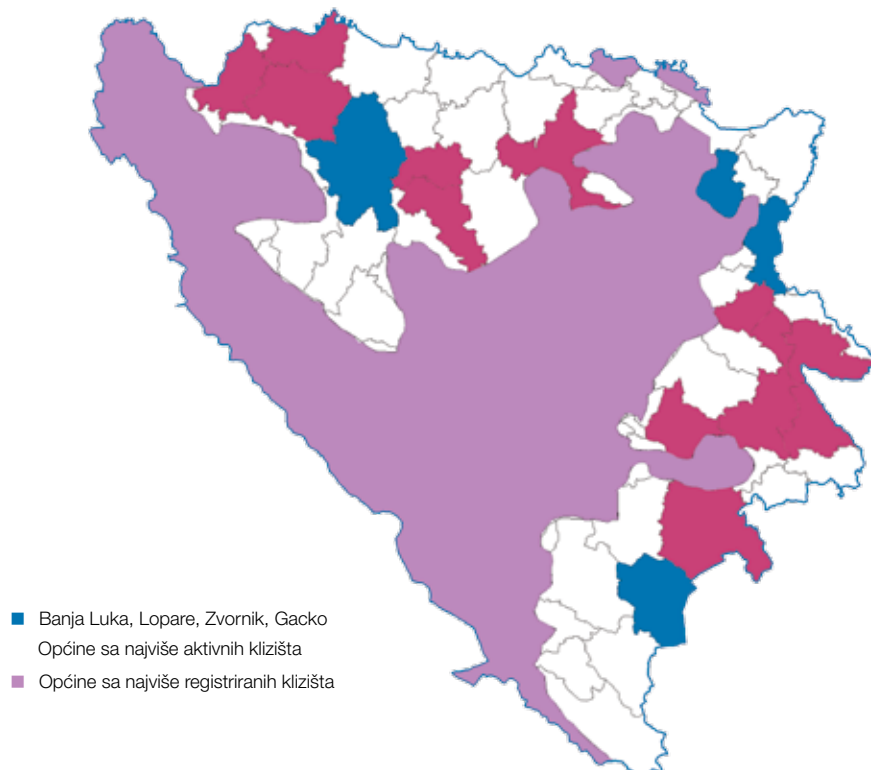 Banja Luka, Lopare, Zvornik, Gacko
Općine sa najviše aktivnih klizišta
Općine sa najviše registriranih klizišta